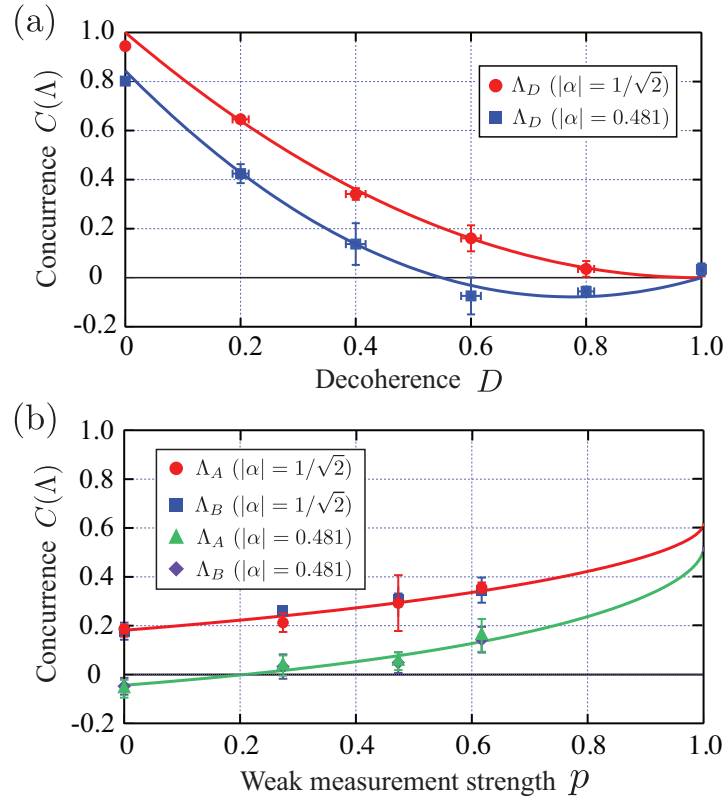 (a)
Concurrence C(Λ)
1.0
0.8
0.6
0.4
0.2
0
-0.2
Λ_D (|α| = 1/√2)
Λ_D (|α| = 0.481)
0 0.2 0.4 0.6 0.8 1.0
Decoherence D
(b)
Concurrence C(Λ)
1.0
0.8
0.6
0.4
0.2
0
-0.2
Λ_A (|α| = 1/√2)
Λ_B (|α| = 1/√2)
Λ_A (|α| = 0.481)
Λ_B (|α| = 0.481)
0 0.2 0.4 0.6 0.8 1.0
Weak measurement strength p